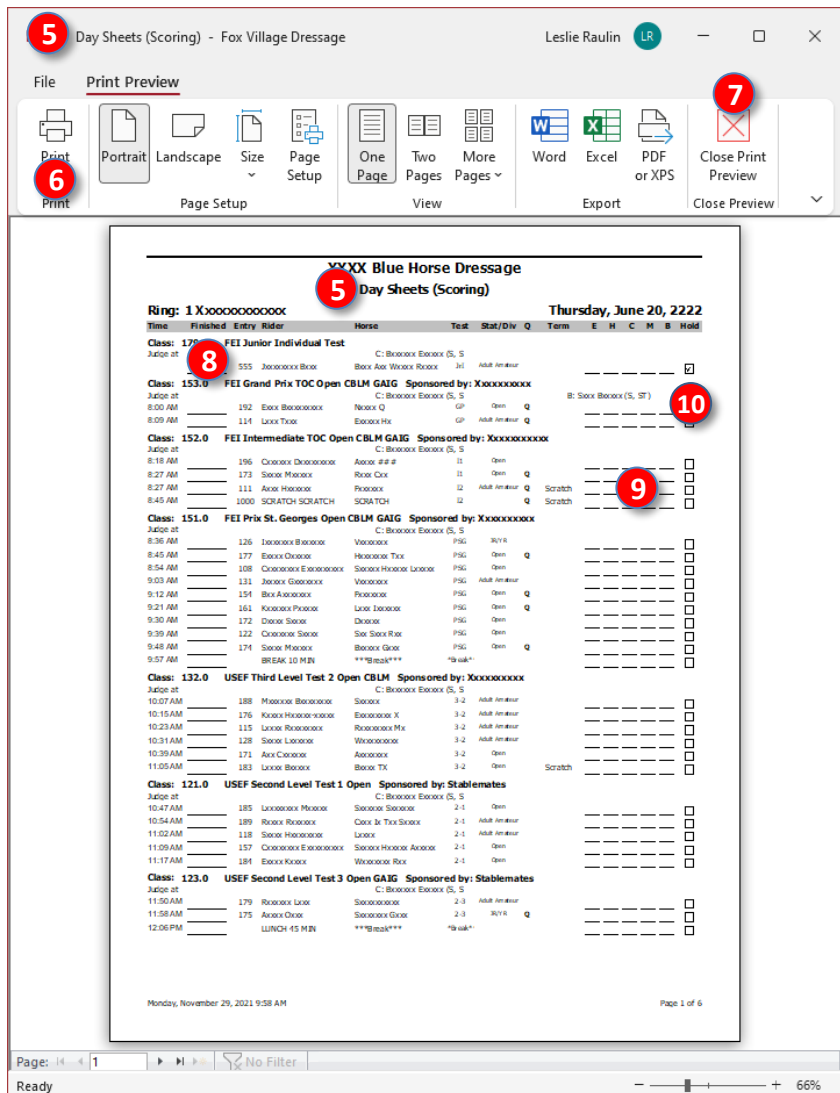 5 Day Sheets (Scoring) - Fox Village Dressage Leslie Raulin LR
File Print Preview
7
Print Portrait Landscape Size Page Setup One Page Two Pages More Pages Word Excel PDF or XPS Close Print Preview
6
Print Page Setup View Export Close Preview
XXXX Blue Horse Dressage
5 Day Sheets (Scoring)
Ring: 1 Xxxxxxxxxxxxx Thursday, June 20, 2222
Time Finished Entry Rider Horse Test Stat/Div Q Term E H C M B Hold
Class: FEI Junior Individual Test
Judge at C: Bxxxxxx Exxxxx (S, S
8
555 Jxxxxxxxx Bxxx Bxxx Axx Wxxxx Rxxxx Adult Amateur
Class: 153.0 FEI Grand Prix TOC Open CBLM GAIG Sponsored by: Xxxxxxxxxx
Judge at C: Bxxxxxx Exxxxx (S, S B: Sxxx Bxxxxx (S, ST)
10
8:00 AM 192 Exxx Bxxxxxxxxx Nxxxx Q GP Open Q
8:09 AM 114 Lxxx Txxx Exxxxx Hx GP Adult Amateur Q
Class: 152.0 FEI Intermediate TOC Open CBLM GAIG Sponsored by: Xxxxxxxxxxx
Judge at C: Bxxxxxx Exxxxx (S, S
8:18 AM 196 Cxxxxxx Dxxxxxxxxx Axxxx ### I1 Open
8:27 AM 173 Sxxxx Mxxxxx Rxxx Cxx I1 Open Q
8:27 AM 111 Axxx Hxxxxxx Pxxxxxx I2 Adult Amateur Q Scratch
9
8:45 AM 1000 SCRATCH SCRATCH SCRATCH I2 Q Scratch
Class: 151.0 FEI Prix St. Georges Open CBLM GAIG Sponsored by: Xxxxxxxxxx
Judge at C: Bxxxxxx Exxxxx (S, S
8:36 AM 126 Ixxxxxxx Bxxxxxx Vxxxxxxx PSG JR/YR
8:45 AM 177 Exxxx Oxxxxx Hxxxxxxx Txx PSG Open Q
8:54 AM 108 Cxxxxxxxx Exxxxxxxxx Sxxxxx Hxxxxx Lxxxxx PSG Open
9:03 AM 131 Jxxxxx Gxxxxxxx Vxxxxxxx PSG Adult Amateur
9:12 AM 154 Bxx Axxxxxxx Pxxxxxxx PSG Open Q
9:21 AM 161 Kxxxxxx Pxxxxx Lxxx Ixxxxxx PSG Open Q
9:30 AM 172 Dxxxx Sxxxx Dxxxxx PSG Open
9:39 AM 122 Cxxxxxxx Sxxxx Sxx Sxxx Rxx PSG Open
9:48 AM 174 Sxxxx Mxxxxx Bxxxxx Gxxx PSG Open Q
9:57 AM BREAK 10 MIN ***Break*** *Break*
Class: 132.0 USEF Third Level Test 2 Open CBLM Sponsored by: Xxxxxxxxxx
Judge at C: Bxxxxxx Exxxxx (S, S
10:07 AM 188 Mxxxxxx Bxxxxxxxx Sxxxxx 3-2 Adult Amateur
10:15 AM 176 Kxxxx Hxxxxx-xxxxx Exxxxxxxx X 3-2 Adult Amateur
10:23 AM 115 Lxxxx Rxxxxxxxx Rxxxxxxxx Mx 3-2 Adult Amateur
10:31 AM 128 Sxxxx Lxxxxxx Wxxxxxxxxx 3-2 Adult Amateur
10:39 AM 171 Axx Cxxxxxx Axxxxxxx 3-2 Open
11:05 AM 183 Lxxxx Bxxxxx Bxxxx TX 3-2 Open Scratch
Class: 121.0 USEF Second Level Test 1 Open Sponsored by: Stablemates
Judge at C: Bxxxxxx Exxxxx (S, S
10:47 AM 185 Lxxxxxxxx Mxxxxx Sxxxxxx Sxxxxxx 2-1 Open
10:54 AM 189 Rxxxx Rxxxxxx Cxxx Ix Txx Sxxxx 2-1 Adult Amateur
11:02 AM 118 Sxxxx Hxxxxxxxx Lxxxx 2-1 Adult Amateur
11:09 AM 157 Cxxxxxxxx Exxxxxxxxx Sxxxxx Hxxxxx Axxxxx 2-1 Open
11:17 AM 184 Exxxx Kxxxx Wxxxxxxx Rxx 2-1 Open
Class: 123.0 USEF Second Level Test 3 Open GAIG Sponsored by: Stablemates
Judge at C: Bxxxxxx Exxxxx (S, S
11:50 AM 179 Rxxxxxx Lxxx Sxxxxxxxxxx 2-3 Adult Amateur
11:58 AM 175 Axxxx Oxxx Sxxxxxxx Gxxx 2-3 JR/YR Q
12:06 PM LUNCH 45 MIN ***Break*** *Break*
Monday, November 29, 2021 9:58 AM Page 1 of 6
Page: 1 No Filter
Ready 66%